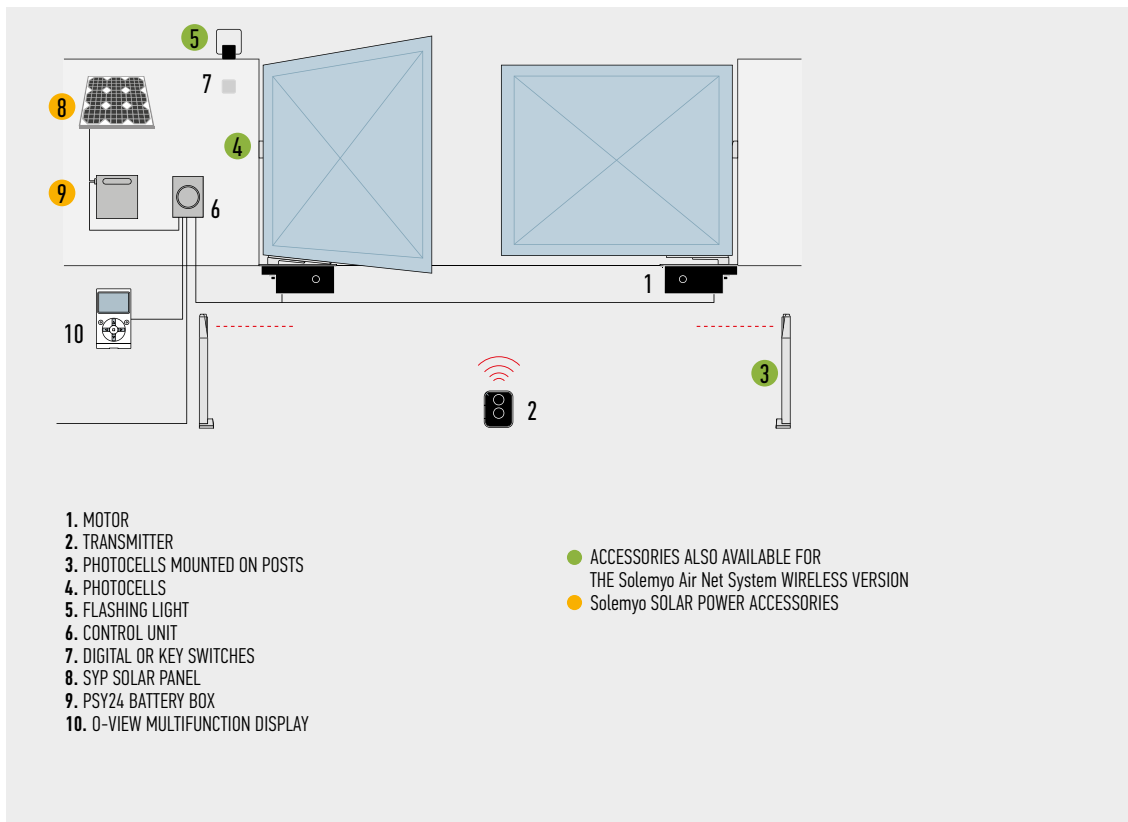 5
7
8
4
9
6
1
10
3
2
1. MOTOR
2. TRANSMITTER
3. PHOTOCELLS MOUNTED ON POSTS
4. PHOTOCELLS
5. FLASHING LIGHT
6. CONTROL UNIT
7. DIGITAL OR KEY SWITCHES
8. SYP SOLAR PANEL
9. PSY24 BATTERY BOX
10. O-VIEW MULTIFUNCTION DISPLAY
ACCESSORIES ALSO AVAILABLE FOR
THE Solemyo Air Net System WIRELESS VERSION
Solemyo SOLAR POWER ACCESSORIES